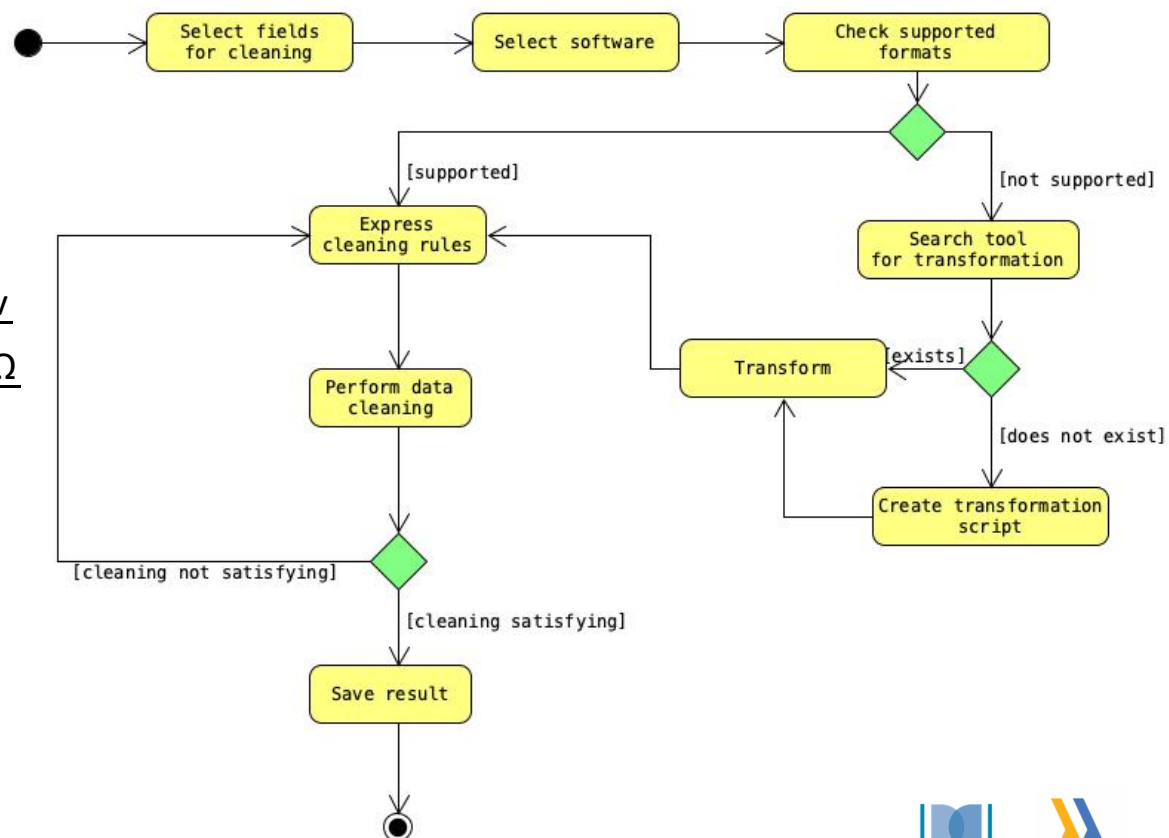 Select fields
for cleaning
Select software
Check supported
formats
[supported]
[not supported]
Express
cleaning rules
Search tool
for transformation
Transform
[exists]
Perform data
cleaning
[does not exist]
Create transformation
script
[cleaning not satisfying]
[cleaning satisfying]
Save result